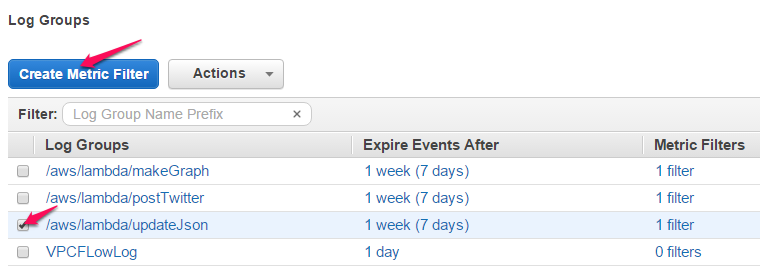 Log Groups
Create Metric Filter Actions
Filter: Log Group Name Prefix ×
Log Groups Expire Events After Metric Filters
/aws/lambda/makeGraph 1 week (7 days) 1 filter
/aws/lambda/postTwitter 1 week (7 days) 1 filter
/aws/lambda/updateJson 1 week (7 days) 1 filter
VPCFLowLog 1 day 0 filters